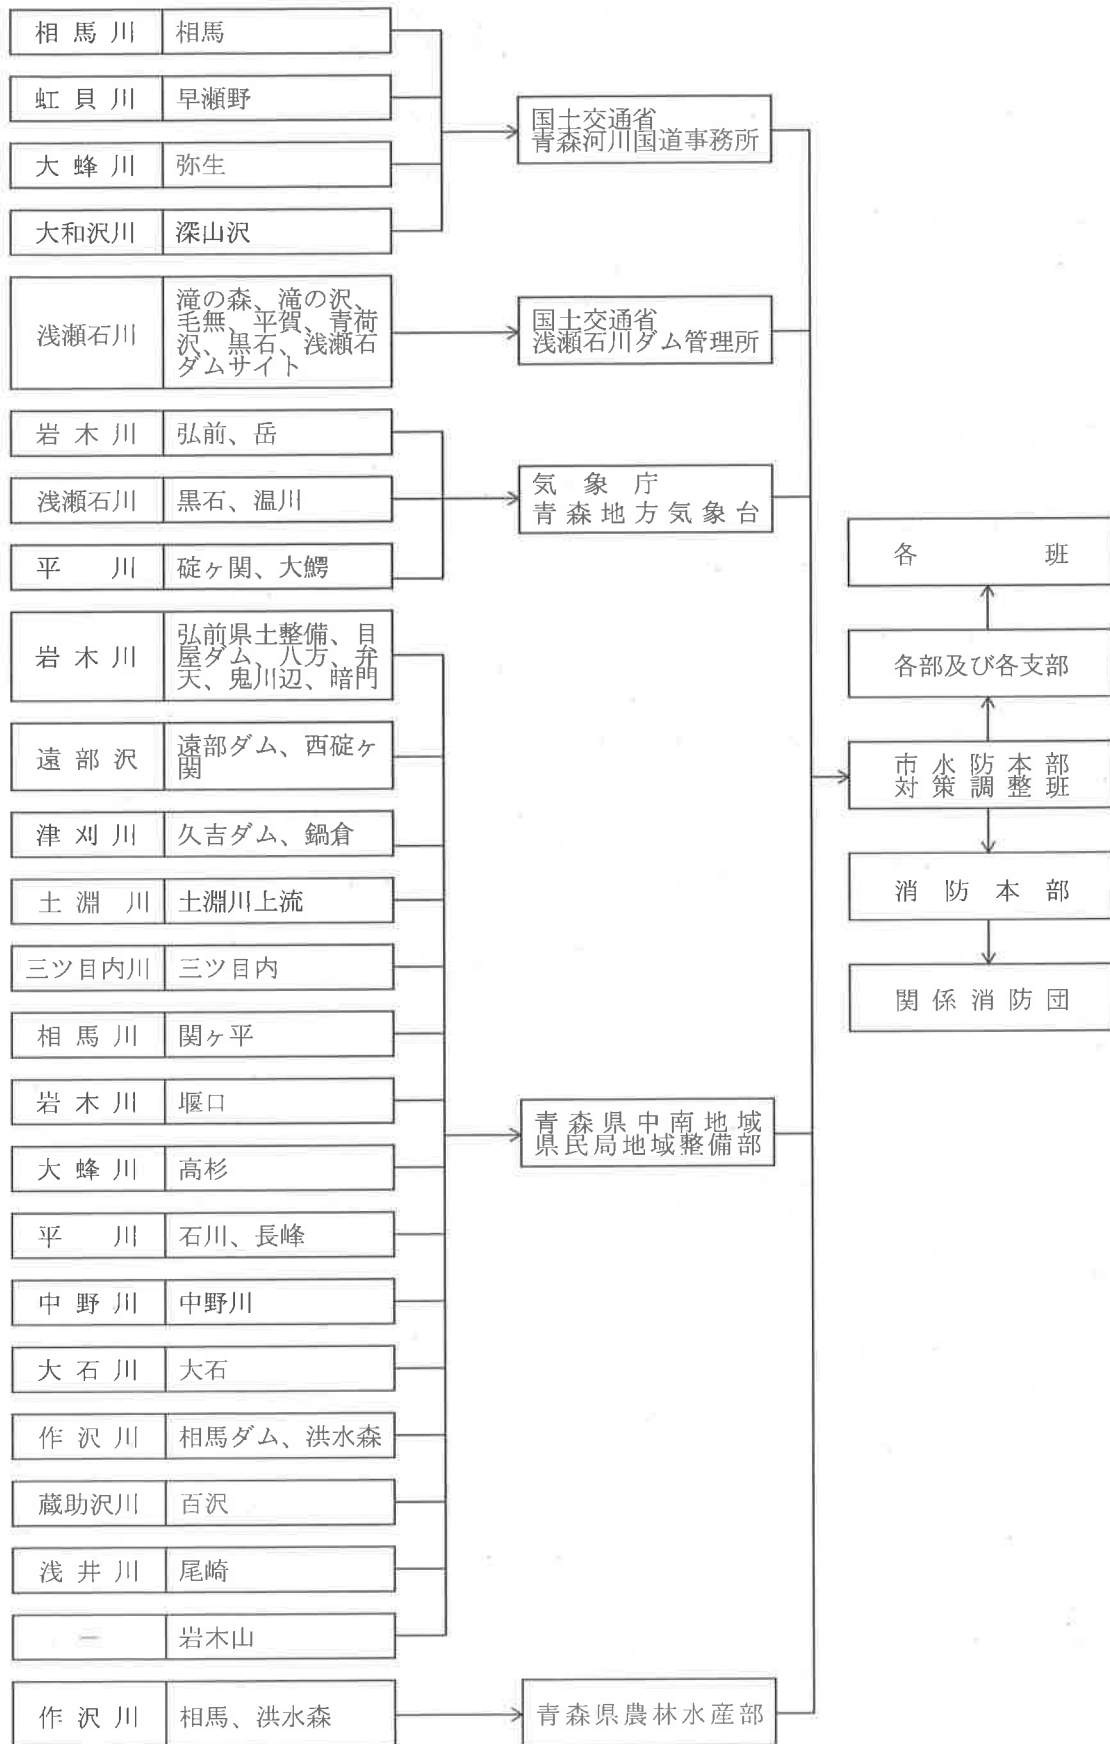 相馬川 相馬
虹貝川 早瀬野
大蜂川 弥生
大和沢川 深山沢
国土交通省
青森河川国道事務所
浅瀬石川
滝の森、滝の沢、
毛無、平賀、青荷
沢、黒石、浅瀬石
ダムサイト
国土交通省
浅瀬石川ダム管理所
岩木川 弘前、岳
浅瀬石川 黒石、温川
平川 碇ヶ関、大鰐
気象庁
青森地方気象台
岩木川
弘前県土整備、目
屋ダム、八方、弁
天、鬼川辺、暗門
遠部沢
遠部ダム、西碇ヶ
関
津刈川 久吉ダム、鍋倉
土淵川 土淵川上流
三ツ目内川 三ツ目内
相馬川 関ヶ平
岩木川 堰口
大蜂川 高杉
平川 石川、長峰
中野川 中野川
大石川 大石
作沢川 相馬ダム、洪水森
蔵助沢川 百沢
浅井川 尾崎
― 岩木山
青森県中南地域
県民局地域整備部
作沢川 相馬、洪水森
青森県農林水産部
各班
各部及び各支部
市水防本部
対策調整班
消防本部
関係消防団